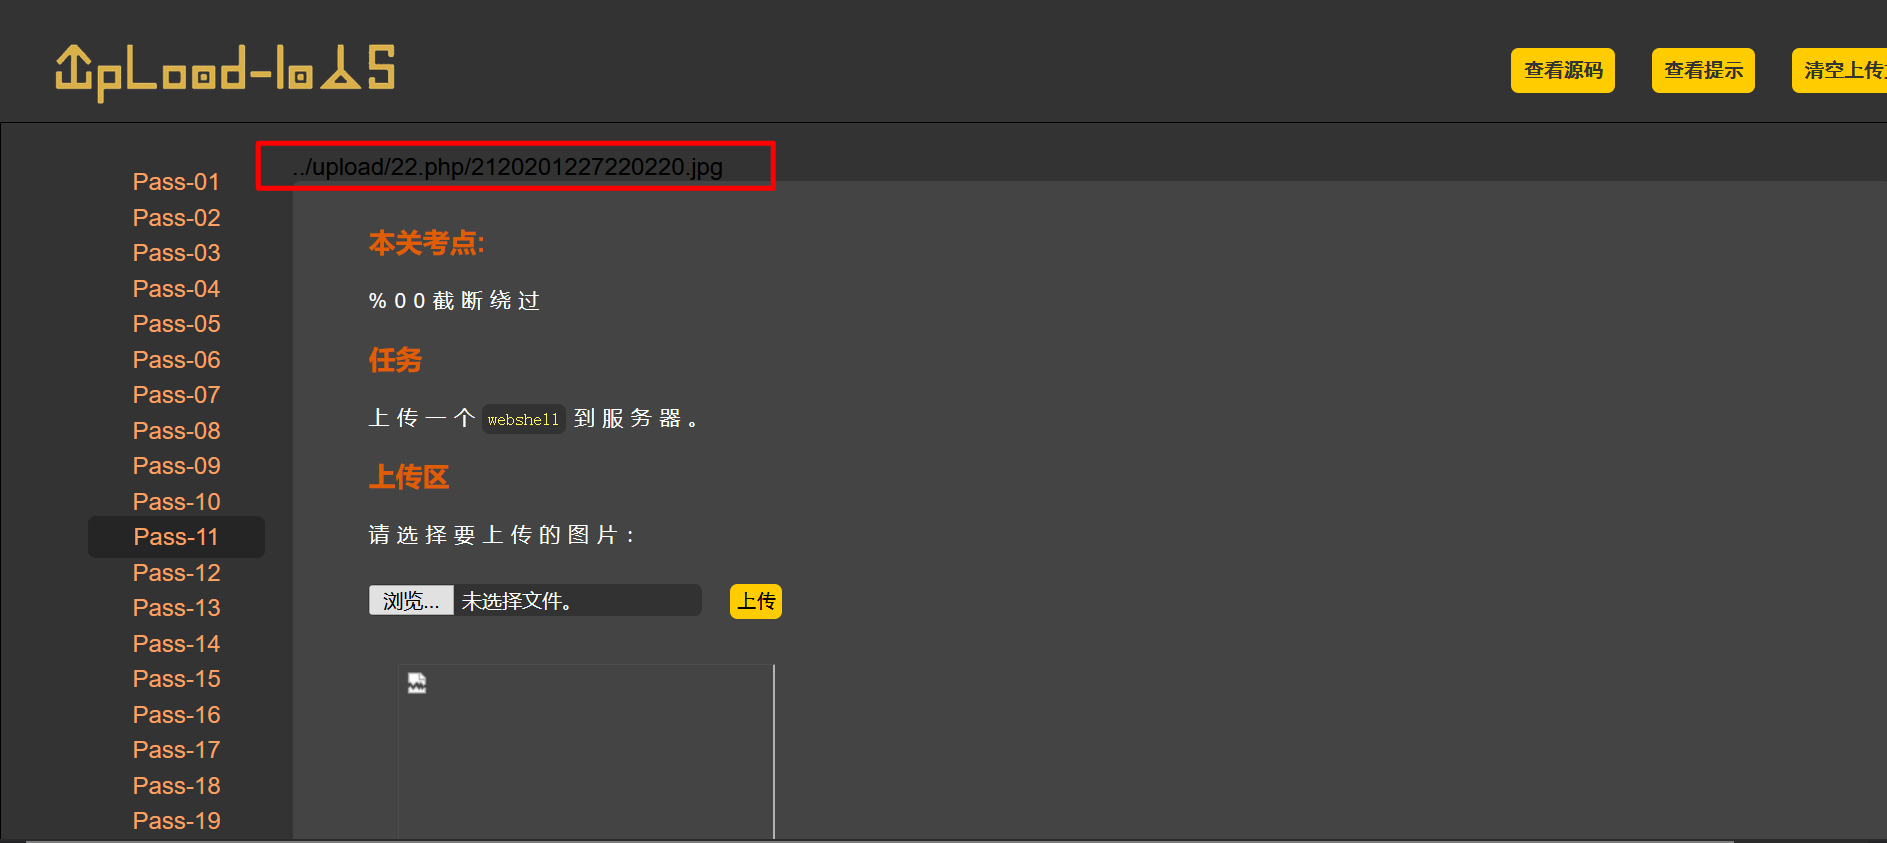 UpLoad-labs
查看源码 查看提示 清空上传
../upload/22.php/2120201227220220.jpg
Pass-01
Pass-02
Pass-03
Pass-04
Pass-05
Pass-06
Pass-07
Pass-08
Pass-09
Pass-10
Pass-11
Pass-12
Pass-13
Pass-14
Pass-15
Pass-16
Pass-17
Pass-18
Pass-19
本关考点:
%00截断绕过
任务
上传一个 webshell 到服务器。
上传区
请选择要上传的图片:
浏览... 未选择文件。 上传